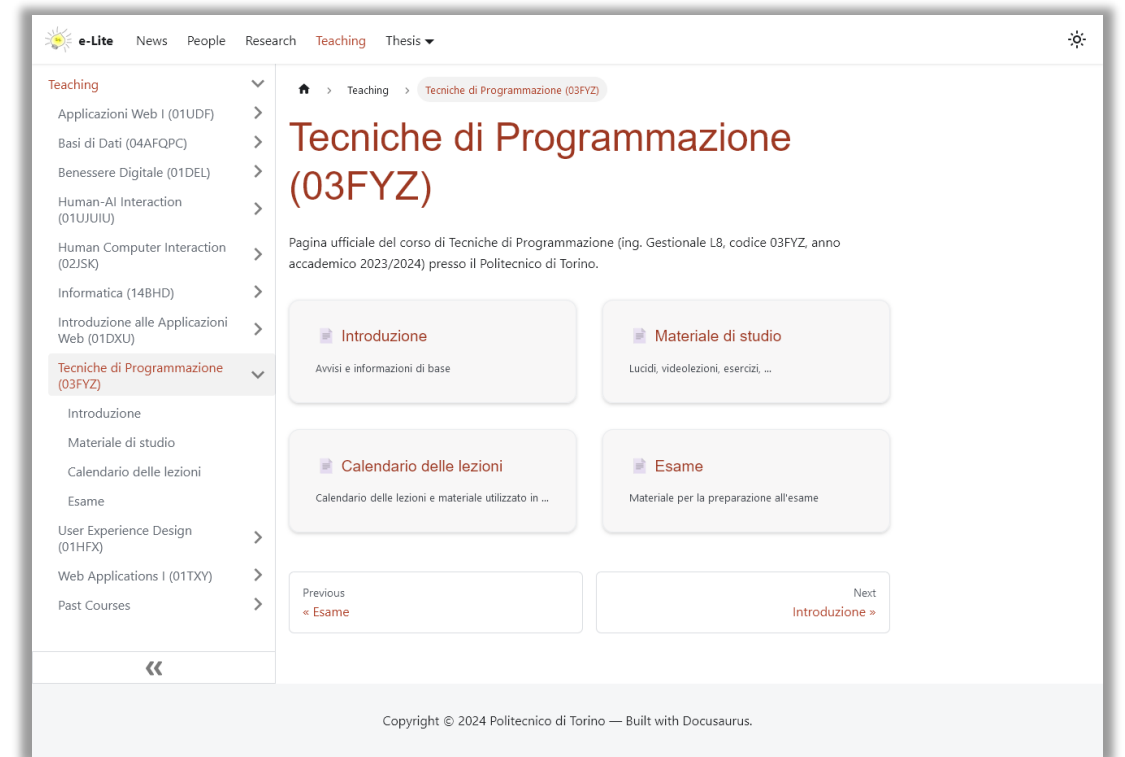 e-Lite News People Research Teaching Thesis
Teaching
Applicazioni Web I (01UDF)
Basi di Dati (04AFQPC)
Benessere Digitale (01DEL)
Human-AI Interaction
(01UJUIU)
Human Computer Interaction
(02JSK)
Informatica (14BHD)
Introduzione alle Applicazioni
Web (01DXU)
Tecniche di Programmazione
(03FYZ)
Introduzione
Materiale di studio
Calendario delle lezioni
Esame
User Experience Design
(01HFX)
Web Applications I (01TXY)
Past Courses
Teaching > Tecniche di Programmazione (03FYZ)
Tecniche di Programmazione
(03FYZ)
Pagina ufficiale del corso di Tecniche di Programmazione (ing. Gestionale L8, codice 03FYZ, anno
accademico 2023/2024) presso il Politecnico di Torino.
Introduzione
Avvisi e informazioni di base
Materiale di studio
Lucidi, videolezioni, esercizi, ...
Calendario delle lezioni
Calendario delle lezioni e materiale utilizzato in ...
Esame
Materiale per la preparazione all'esame
Previous
« Esame
Next
Introduzione »
Copyright © 2024 Politecnico di Torino — Built with Docusaurus.